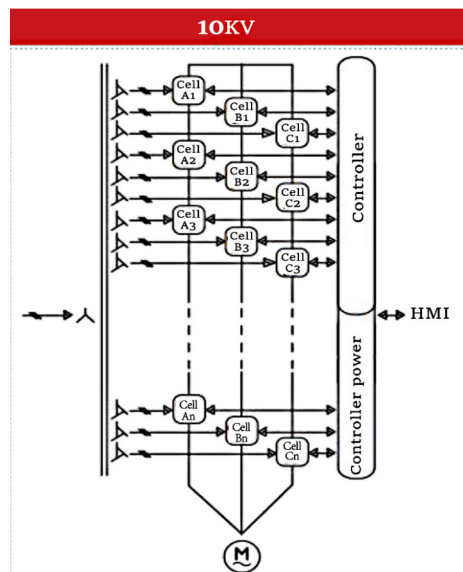 10KV
Cell
A1
Cell
B1
Cell
C1
Cell
A2
Cell
B2
Cell
C2
Cell
A3
Cell
B3
Cell
C3
Controller
HMI
Controller power
Cell
An
Cell
Bn
Cell
Cn
M